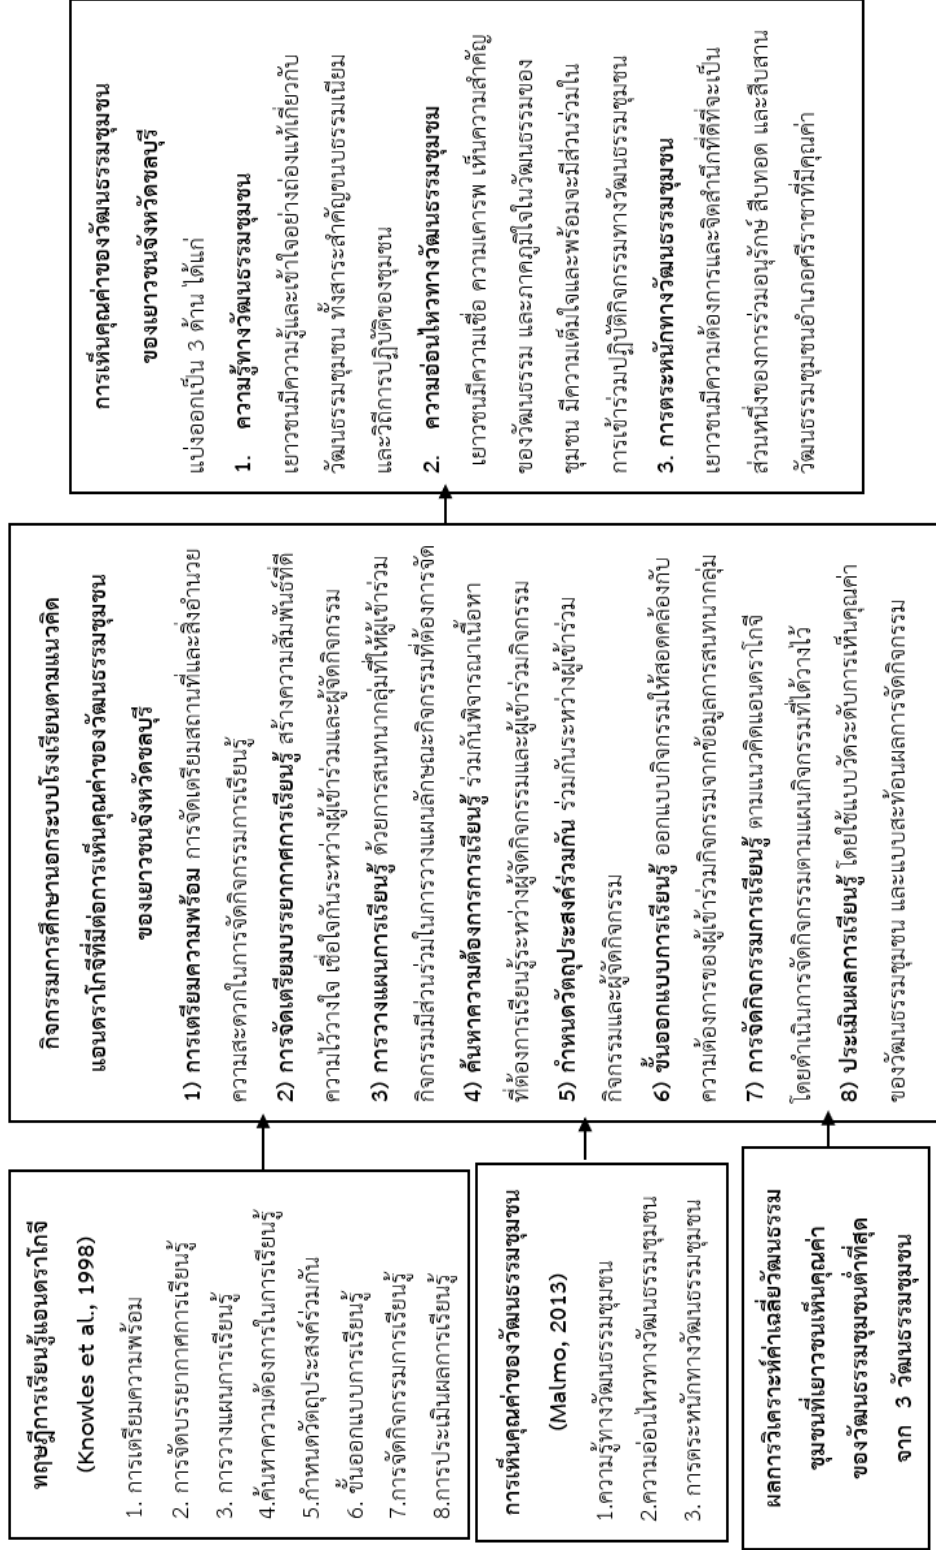 ทฤษฎีการเรียนรู้แอนดราโกจี
(Knowles et al., 1998)
1. การเตรียมความพร้อม
2. การจัดบรรยากาศการเรียนรู้
3. การวางแผนการเรียนรู้
4.ค้นหาความต้องการในการเรียนรู้
5.กำหนดวัตถุประสงค์ร่วมกัน
6. ขั้นออกแบบการเรียนรู้
7.การจัดกิจกรรมการเรียนรู้
8.การประเมินผลการเรียนรู้
การเห็นคุณค่าของวัฒนธรรมชุมชน
(Malmo, 2013)
1.ความรู้ทางวัฒนธรรมชุมชน
2.ความอ่อนไหวทางวัฒนธรรมชุมชน
3. การตระหนักทางวัฒนธรรมชุมชน
ผลการวิเคราะห์ค่าเฉลี่ยวัฒนธรรม
ชุมชนที่เยาวชนเห็นคุณค่า
ของวัฒนธรรมชุมชนต่ำที่สุด
จาก 3 วัฒนธรรมชุมชน
กิจกรรมการศึกษานอกระบบโรงเรียนตามแนวคิด
แอนดราโกจีที่มีต่อการเห็นคุณค่าของวัฒนธรรมชุมชน
ของเยาวชนจังหวัดชลบุรี
1) การเตรียมความพร้อม การจัดเตรียมสถานที่และสิ่งอำนวย
ความสะดวกในการจัดกิจกรรมการเรียนรู้
2) การจัดเตรียมบรรยากาศการเรียนรู้ สร้างความสัมพันธ์ที่ดี
ความไว้วางใจ เชื่อใจกันระหว่างผู้เข้าร่วมและผู้จัดกิจกรรม
3) การวางแผนการเรียนรู้ ด้วยการสนทนากลุ่มที่ให้ผู้เข้าร่วม
กิจกรรมมีส่วนร่วมในการวางแผนลักษณะกิจกรรมที่ต้องการจัด
4) ค้นหาความต้องการการเรียนรู้ ร่วมกันพิจารณาเนื้อหา
ที่ต้องการเรียนรู้ระหว่างผู้จัดกิจกรรมและผู้เข้าร่วมกิจกรรม
5) กำหนดวัตถุประสงค์ร่วมกัน ร่วมกันระหว่างผู้เข้าร่วม
กิจกรรมและผู้จัดกิจกรรม
6) ขั้นออกแบบการเรียนรู้ ออกแบบกิจกรรมให้สอดคล้องกับ
ความต้องการของผู้เข้าร่วมกิจกรรมจากข้อมูลการสนทนากลุ่ม
7) การจัดกิจกรรมการเรียนรู้ ตามแนวคิดแอนดราโกจี
โดยดำเนินการจัดกิจกรรมตามแผนกิจกรรมที่ได้วางไว้
8) ประเมินผลการเรียนรู้ โดยใช้แบบวัดระดับการเห็นคุณค่า
ของวัฒนธรรมชุมชน และแบบสะท้อนผลการจัดกิจกรรม
การเห็นคุณค่าของวัฒนธรรมชุมชน
ของเยาวชนจังหวัดชลบุรี
แบ่งออกเป็น 3 ด้าน ได้แก่
1. ความรู้ทางวัฒนธรรมชุมชน
เยาวชนมีความรู้และเข้าใจอย่างถ่องแท้เกี่ยวกับ
วัฒนธรรมชุมชน ทั้งสาระสำคัญขนบธรรมเนียม
และวิถีการปฏิบัติของชุมชน
2. ความอ่อนไหวทางวัฒนธรรมชุมชม
เยาวชนมีความเชื่อ ความเคารพ เห็นความสำคัญ
ของวัฒนธรรม และภาคภูมิใจในวัฒนธรรมของ
ชุมชน มีความเต็มใจและพร้อมจะมีส่วนร่วมใน
การเข้าร่วมปฏิบัติกิจกรรมทางวัฒนธรรมชุมชน
3. การตระหนักทางวัฒนธรรมชุมชน
เยาวชนมีความต้องการและจิตสำนึกที่ดีที่จะเป็น
ส่วนหนึ่งของการร่วมอนุรักษ์ สืบทอด และสืบสาน
วัฒนธรรมชุมชนอำเภอศรีราชาที่มีคุณค่า